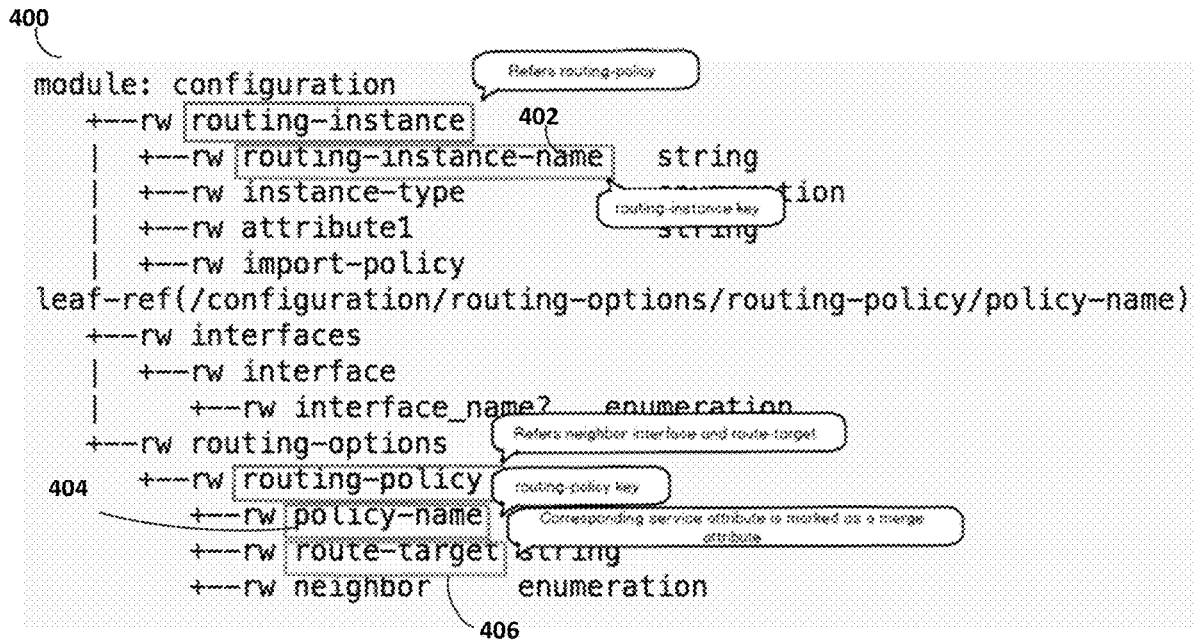 400
module: configuration
Refers routing-policy
+--rw routing-instance
402
| +--rw routing-instance-name string
| +--rw instance-type tion
routing-instance key
| +--rw attribute1 string
| +--rw import-policy
leaf-ref(/configuration/routing-options/routing-policy/policy-name)
+--rw interfaces
| +--rw interface
| +--rw interface_name? enumeration
+--rw routing-options
Refers neighbor interface and route-target
+--rw routing-policy
routing-policy key
404
+--rw policy-name
Corresponding service attribute is marked as a merge
attribute
+--rw route-target string
+--rw neighbor enumeration
406